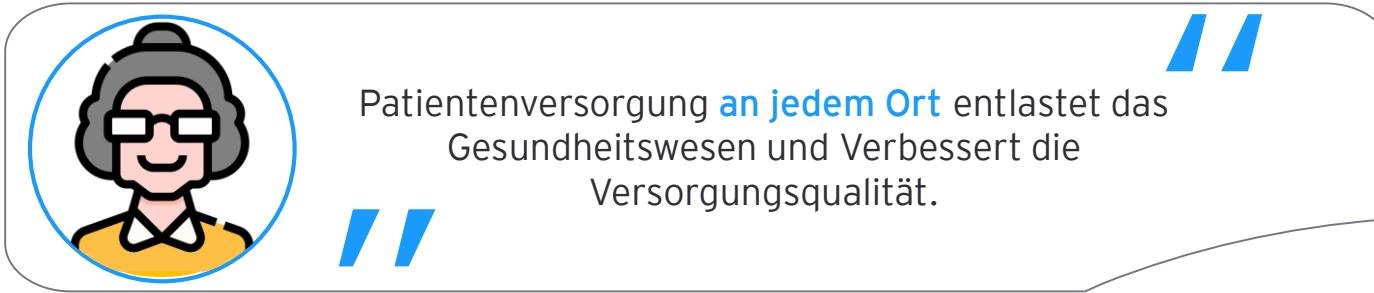 Patientenversorgung an jedem Ort entlastet das
Gesundheitswesen und Verbessert die
Versorgungsqualität.